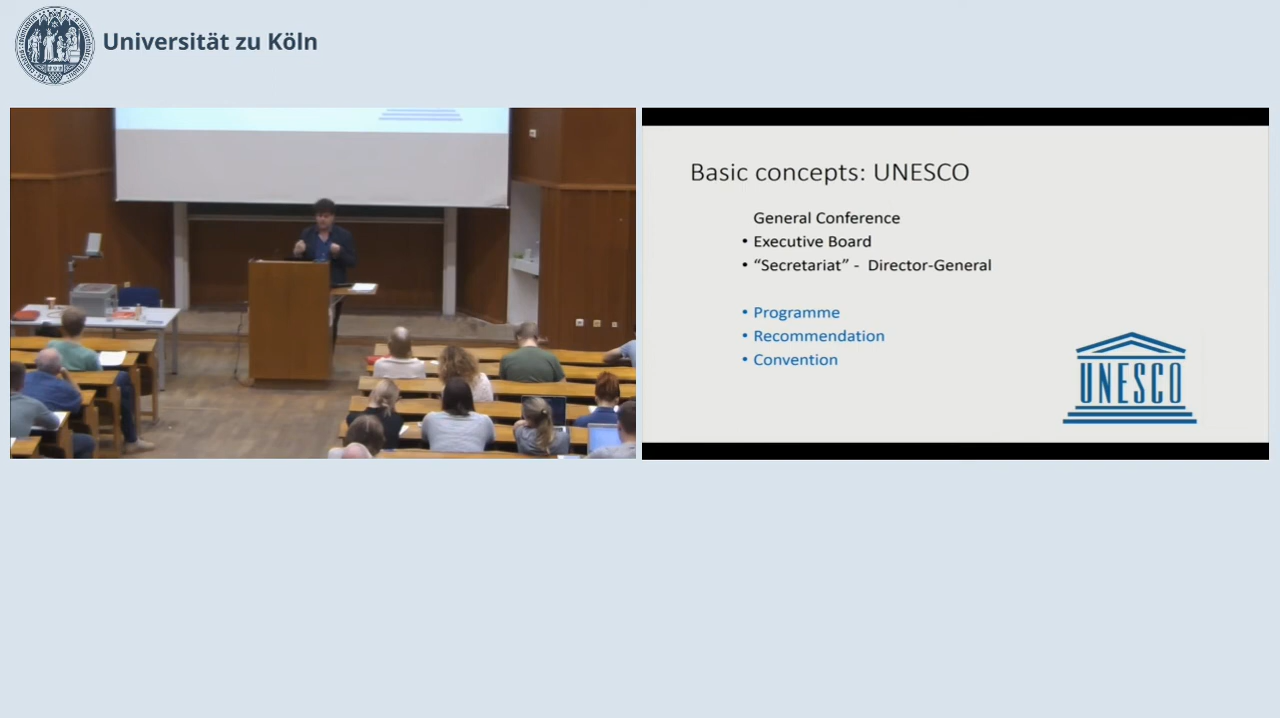 Universität zu Köln
Basic concepts: UNESCO
General Conference
• Executive Board
• “Secretariat” - Director-General
• Programme
• Recommendation
• Convention
UNESCO